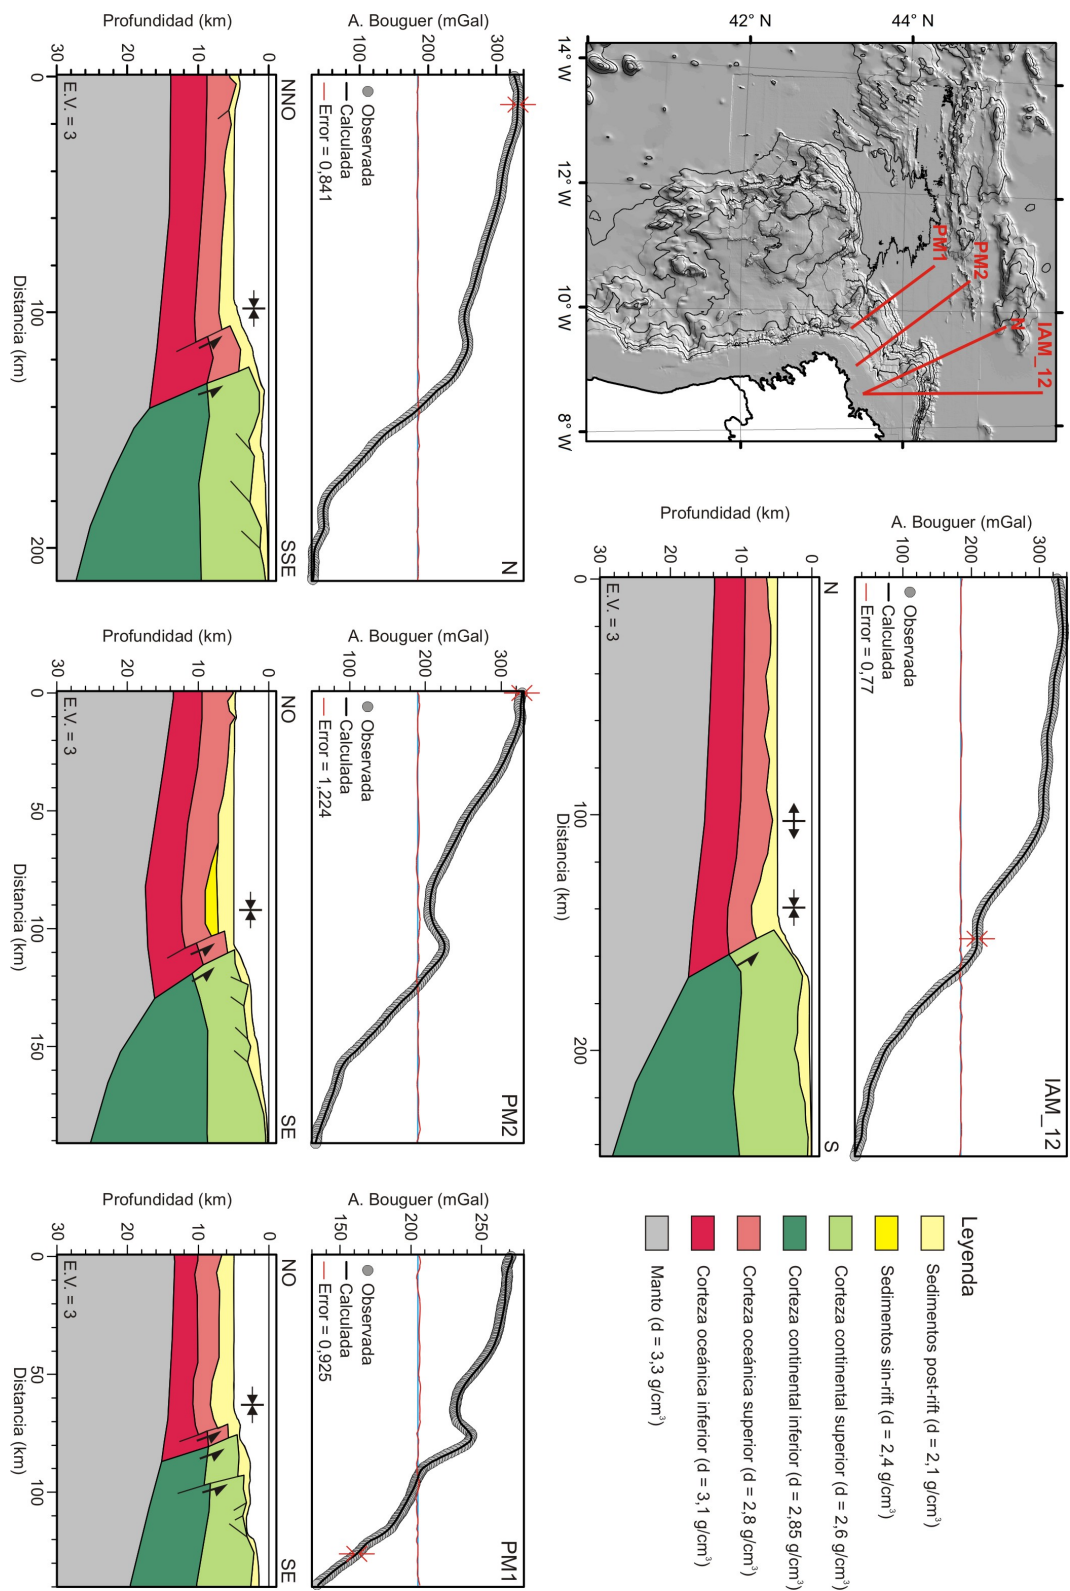 14° W
12° W
10° W
8° W
44° N
42° N
PM1
PM2
N
IAM_12
IAM_12
A. Bouguer (mGal)
300
200
100
Observada
Calculada
Error = 0,77
N
S
Profundidad (km)
0
10
20
30
E.V. = 3
0
100
200
Distancia (km)
Leyenda
Sedimentos post-rift (d = 2,1 g/cm³)
Sedimentos sin-rift (d = 2,4 g/cm³)
Corteza continental superior (d = 2,6 g/cm³)
Corteza continental inferior (d = 2,85 g/cm³)
Corteza oceánica superior (d = 2,8 g/cm³)
Corteza oceánica inferior (d = 3,1 g/cm³)
Manto (d = 3,3 g/cm³)
N
A. Bouguer (mGal)
300
200
100
Observada
Calculada
Error = 0,841
NNO
SSE
Profundidad (km)
0
10
20
30
E.V. = 3
0
100
200
Distancia (km)
PM2
A. Bouguer (mGal)
300
200
100
Observada
Calculada
Error = 1,224
NO
SE
Profundidad (km)
0
10
20
30
E.V. = 3
0
50
100
150
Distancia (km)
PM1
A. Bouguer (mGal)
250
200
150
Observada
Calculada
Error = 0,925
NO
SE
Profundidad (km)
0
10
20
30
E.V. = 3
0
50
100
Distancia (km)